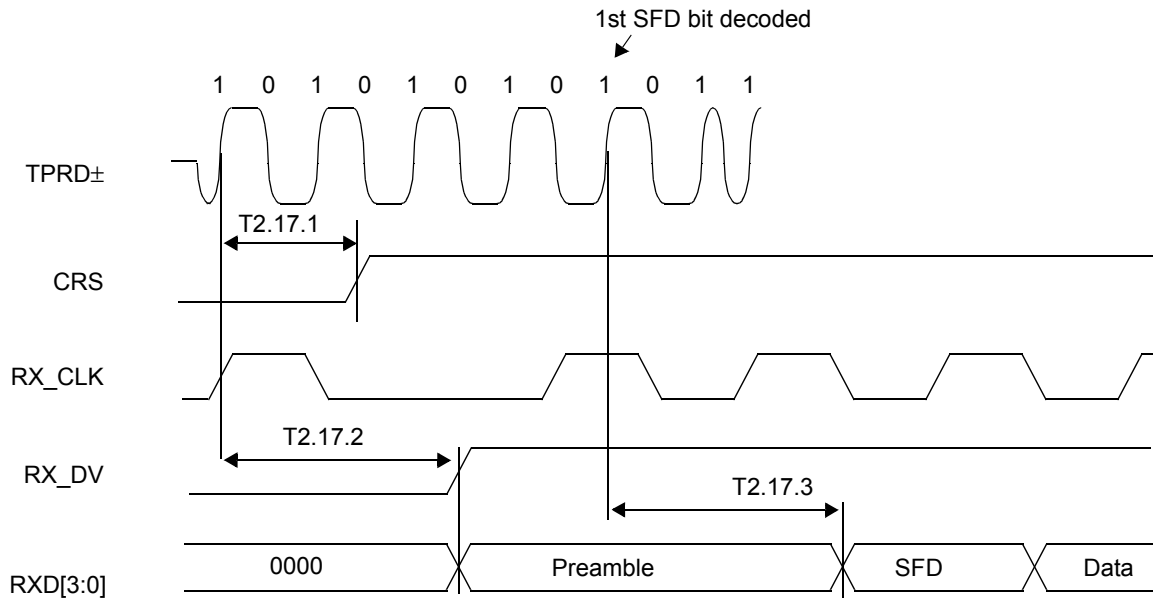 1st SFD bit decoded
1 0 1 0 1 0 1 0 1 0 1 1
TPRD±
T2.17.1
CRS
RX_CLK
T2.17.2
RX_DV
T2.17.3
RXD[3:0]
0000 Preamble SFD Data